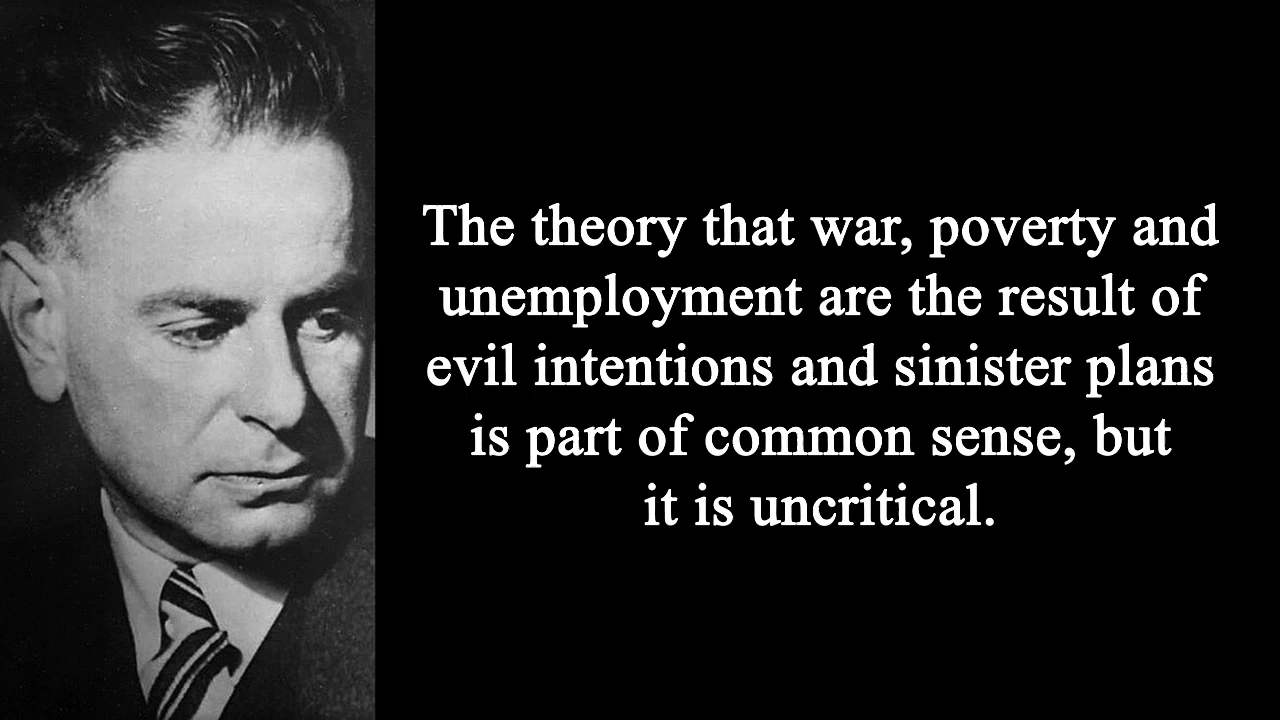 The theory that war, poverty and
unemployment are the result of
evil intentions and sinister plans
is part of common sense, but
it is uncritical.